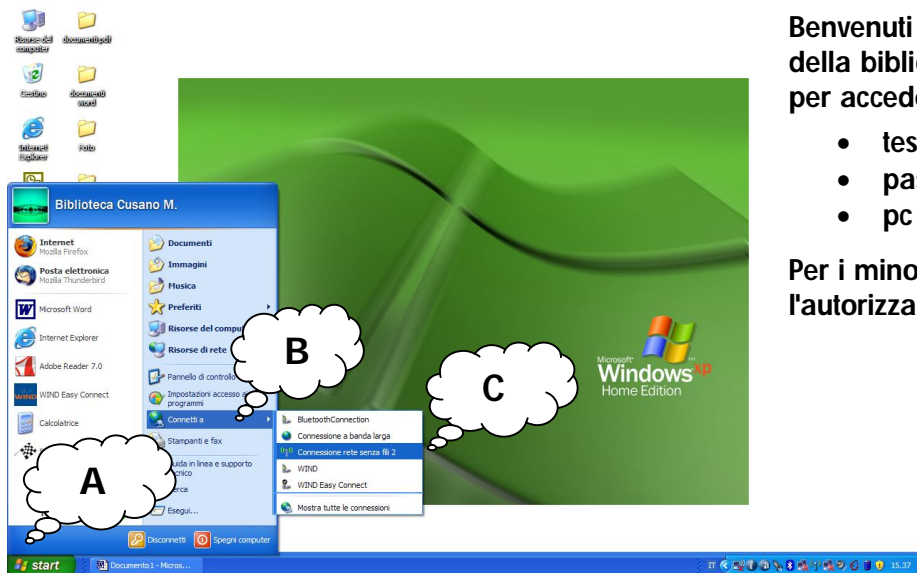 Risorse del
computer
documenti pdf
Cestino
documenti
word
Internet
Explorer
Foto
Biblioteca Cusano M.
Internet
Mozilla Firefox
Posta elettronica
Mozilla Thunderbird
Microsoft Word
Internet Explorer
Adobe Reader 7.0
WIND Easy Connect
Calcolatrice
Documenti
Immagini
Musica
Preferiti
Risorse del compu
Risorse di rete
Pannello di controllo
Impostazioni accesso a
programmi
Connetti a
Stampanti e fax
uida in linea e supporto
cnico
erca
Esegui...
Disconnetti
Spegni computer
BluetoothConnection
Connessione a banda larga
Connessione rete senza fili 2
WIND
WIND Easy Connect
Mostra tutte le connessioni
A
B
C
Microsoft
Windows xp
Home Edition
start
Documento1 - Micros...
IT
15.37
Benvenuti
della biblio
per accede
• tes
• pa
• pc
Per i mino
l'autorizza